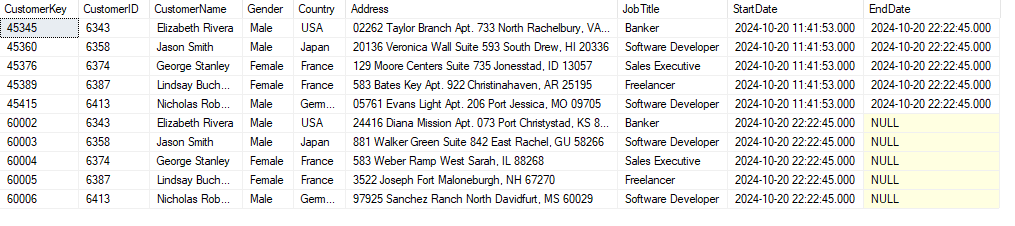 CustomerKey CustomerID CustomerName Gender Country Address JobTitle StartDate EndDate
45345 6343 Elizabeth Rivera Male USA 02262 Taylor Branch Apt. 733 North Rachelbury, VA... Banker 2024-10-20 11:41:53.000 2024-10-20 22:22:45.000
45360 6358 Jason Smith Male Japan 20136 Veronica Wall Suite 593 South Drew, HI 20336 Software Developer 2024-10-20 11:41:53.000 2024-10-20 22:22:45.000
45376 6374 George Stanley Female France 129 Moore Centers Suite 735 Jonesstad, ID 13057 Sales Executive 2024-10-20 11:41:53.000 2024-10-20 22:22:45.000
45389 6387 Lindsay Buch... Female France 583 Bates Key Apt. 922 Christinahaven, AR 25195 Freelancer 2024-10-20 11:41:53.000 2024-10-20 22:22:45.000
45415 6413 Nicholas Rob... Male Germ... 05761 Evans Light Apt. 206 Port Jessica, MO 09705 Software Developer 2024-10-20 11:41:53.000 2024-10-20 22:22:45.000
60002 6343 Elizabeth Rivera Male USA 24416 Diana Mission Apt. 073 Port Christystad, KS 8... Banker 2024-10-20 22:22:45.000 NULL
60003 6358 Jason Smith Male Japan 881 Walker Green Suite 842 East Rachel, GU 58266 Software Developer 2024-10-20 22:22:45.000 NULL
60004 6374 George Stanley Female France 583 Weber Ramp West Sarah, IL 88268 Sales Executive 2024-10-20 22:22:45.000 NULL
60005 6387 Lindsay Buch... Female France 3522 Joseph Fort Maloneburgh, NH 67270 Freelancer 2024-10-20 22:22:45.000 NULL
60006 6413 Nicholas Rob... Male Germ... 97925 Sanchez Ranch North Davidfurt, MS 60029 Software Developer 2024-10-20 22:22:45.000 NULL